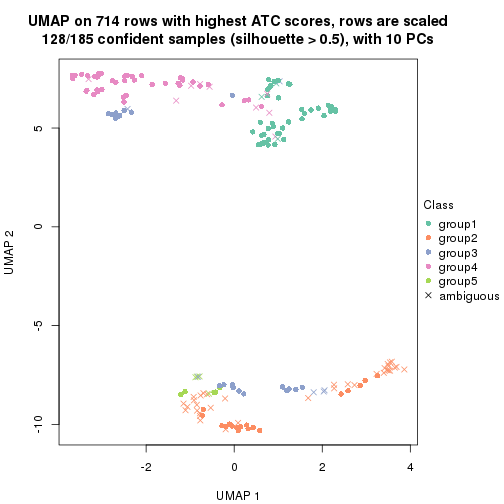 UMAP on 714 rows with highest ATC scores, rows are scaled
128/185 confident samples (silhouette > 0.5), with 10 PCs
5
0
-5
-10
UMAP 2
-2
0
2
4
UMAP 1
Class
group1
group2
group3
group4
group5
ambiguous